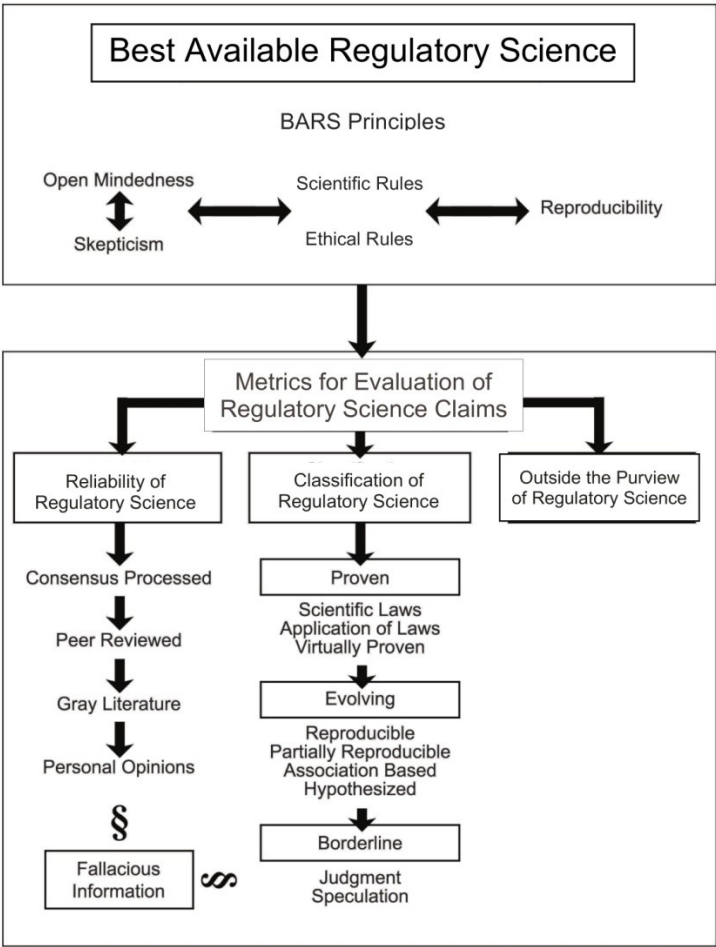 Best Available Regulatory Science
BARS Principles
Open Mindedness
Skepticism
Scientific Rules
Ethical Rules
Reproducibility
Metrics for Evaluation of
Regulatory Science Claims
Reliability of
Regulatory Science
Classification of
Regulatory Science
Outside the Purview
of Regulatory Science
Consensus Processed
Peer Reviewed
Gray Literature
Personal Opinions
§
Fallacious
Information
§
Proven
Scientific Laws
Application of Laws
Virtually Proven
Evolving
Reproducible
Partially Reproducible
Association Based
Hypothesized
Borderline
Judgment
Speculation